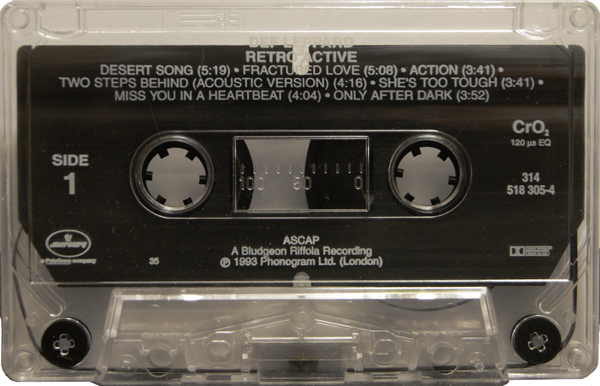 DEF LEPPARD
RETRO ACTIVE
DESERT SONG (5:19) • FRACTURED LOVE (5:08) • ACTION (3:41) •
TWO STEPS BEHIND (ACOUSTIC VERSION) (4:16) • SHE'S TOO TOUGH (3:41) •
MISS YOU IN A HEARTBEAT (4:04) • ONLY AFTER DARK (3:52)
CrO2
120 µs EQ
SIDE
1
100 50 0
314
518 305-4
mercury
a PolyGram company
35
ASCAP
A Bludgeon Riffola Recording
℗ 1993 Phonogram Ltd. (London)